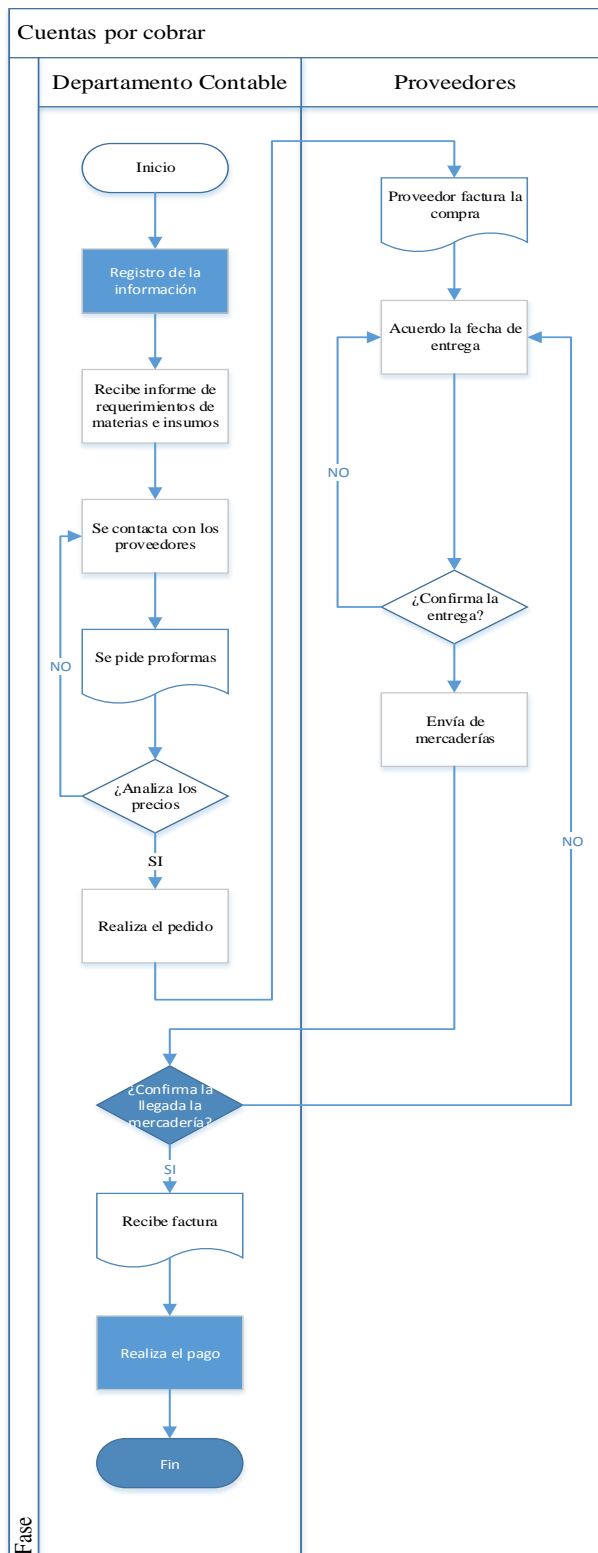 Cuentas por cobrar
Departamento Contable
Proveedores
Inicio
Registro de la
información
Recibe informe de
requerimientos de
materias e insumos
Se contacta con los
proveedores
NO
Se pide proformas
¿Analiza los
precios
SI
Realiza el pedido
Proveedor factura la
compra
Acuerdo la fecha de
entrega
NO
¿Confirma la
entrega?
Envía de
mercaderías
NO
¿Confirma la
llegada la
mercadería?
SI
Recibe factura
Realiza el pago
Fin
Fase